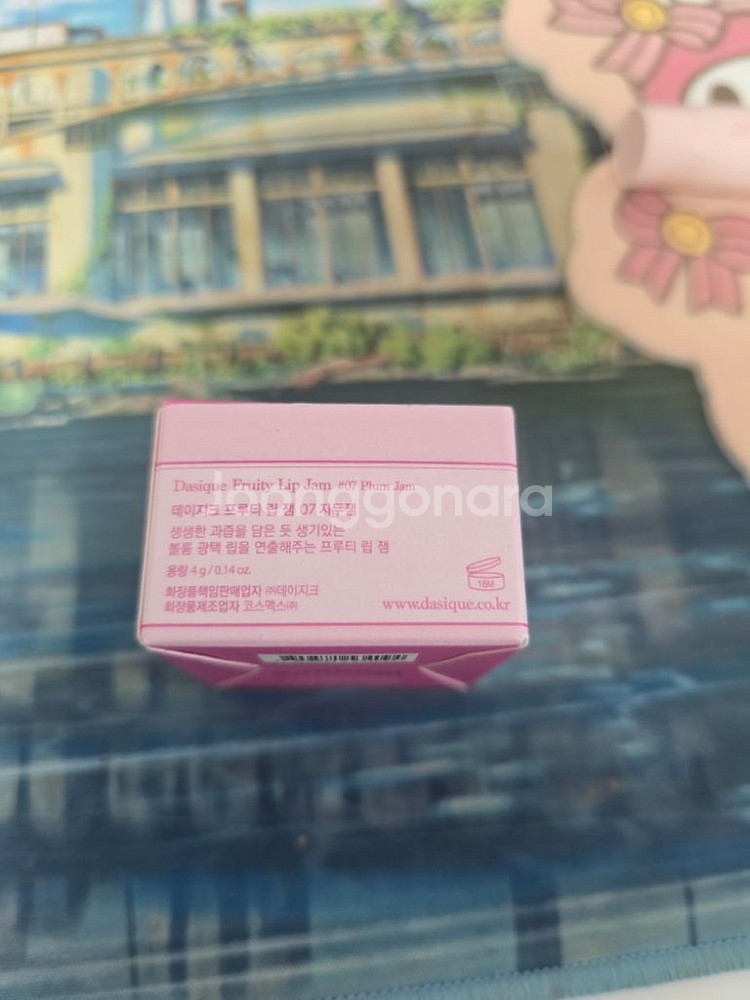 Dasique Fruity Lip Jam #07 Plum Jam
joonggonara
데이지크 프루티 립 잼 07 자두잼
생생한 과즙을 담은 듯 생기있는
볼륨 광택 립을 연출해주는 프루티 립 잼
용량 4 g / 0.14 oz.
화장품책임판매업자 ㈜데이지크
화장품제조업자 코스맥스㈜
18M
www.dasique.co.kr